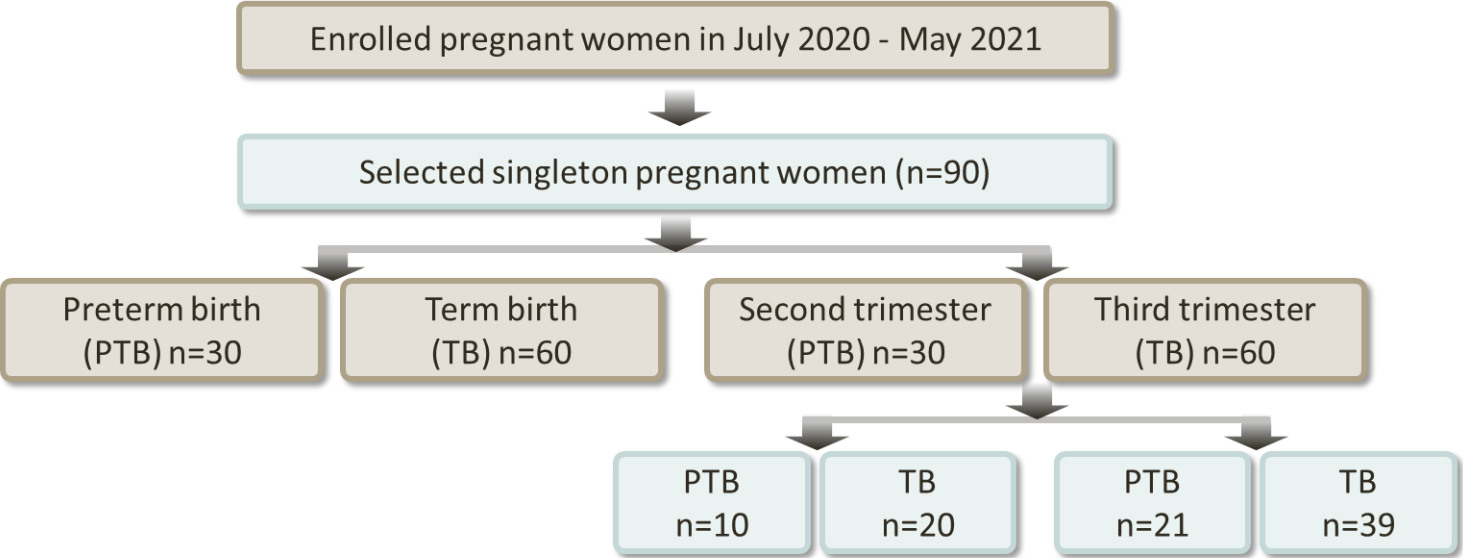 Enrolled pregnant women in July 2020 - May 2021
Selected singleton pregnant women (n=90)
Preterm birth
(PTB) n=30
Term birth
(TB) n=60
Second trimester
(PTB) n=30
Third trimester
(TB) n=60
PTB
n=10
TB
n=20
PTB
n=21
TB
n=39